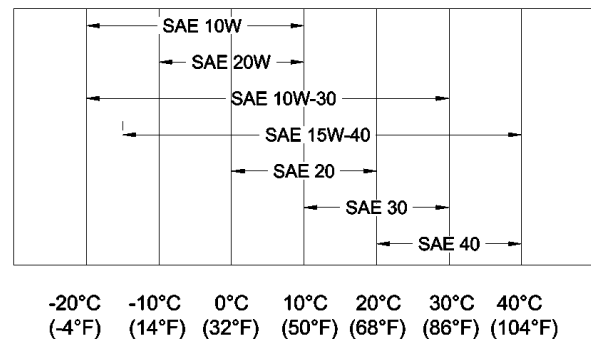 SAE 10W
SAE 20W
SAE 10W-30
SAE 15W-40
SAE 20
SAE 30
SAE 40
-20°C -10°C 0°C 10°C 20°C 30°C 40°C
(-4°F) (14°F) (32°F) (50°F) (68°F) (86°F) (104°F)